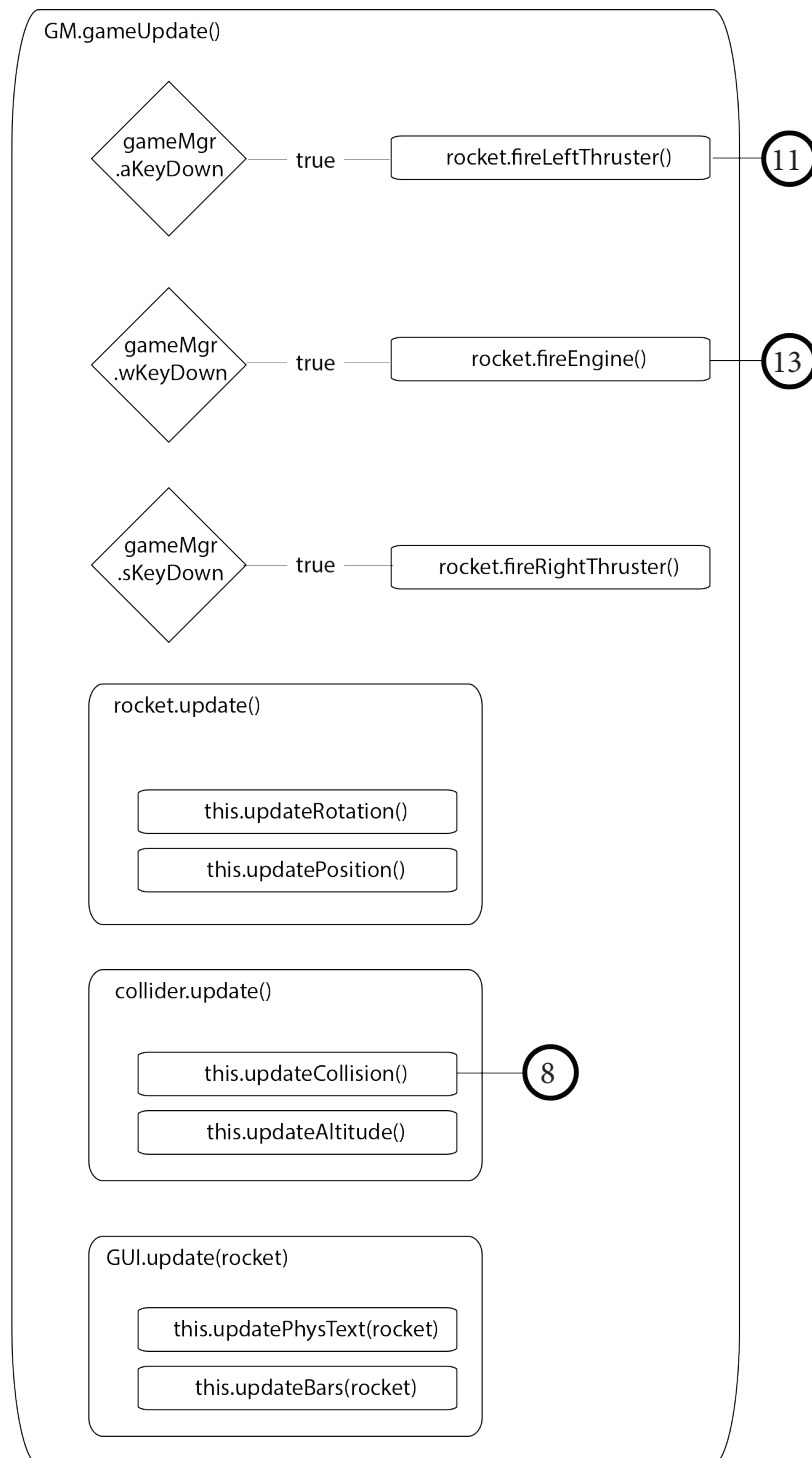 GM.gameUpdate()
gameMgr
.aKeyDown
true
rocket.fireLeftThruster()
11
gameMgr
.wKeyDown
true
rocket.fireEngine()
13
gameMgr
.sKeyDown
true
rocket.fireRightThruster()
rocket.update()
this.updateRotation()
this.updatePosition()
collider.update()
this.updateCollision()
8
this.updateAltitude()
GUI.update(rocket)
this.updatePhysText(rocket)
this.updateBars(rocket)